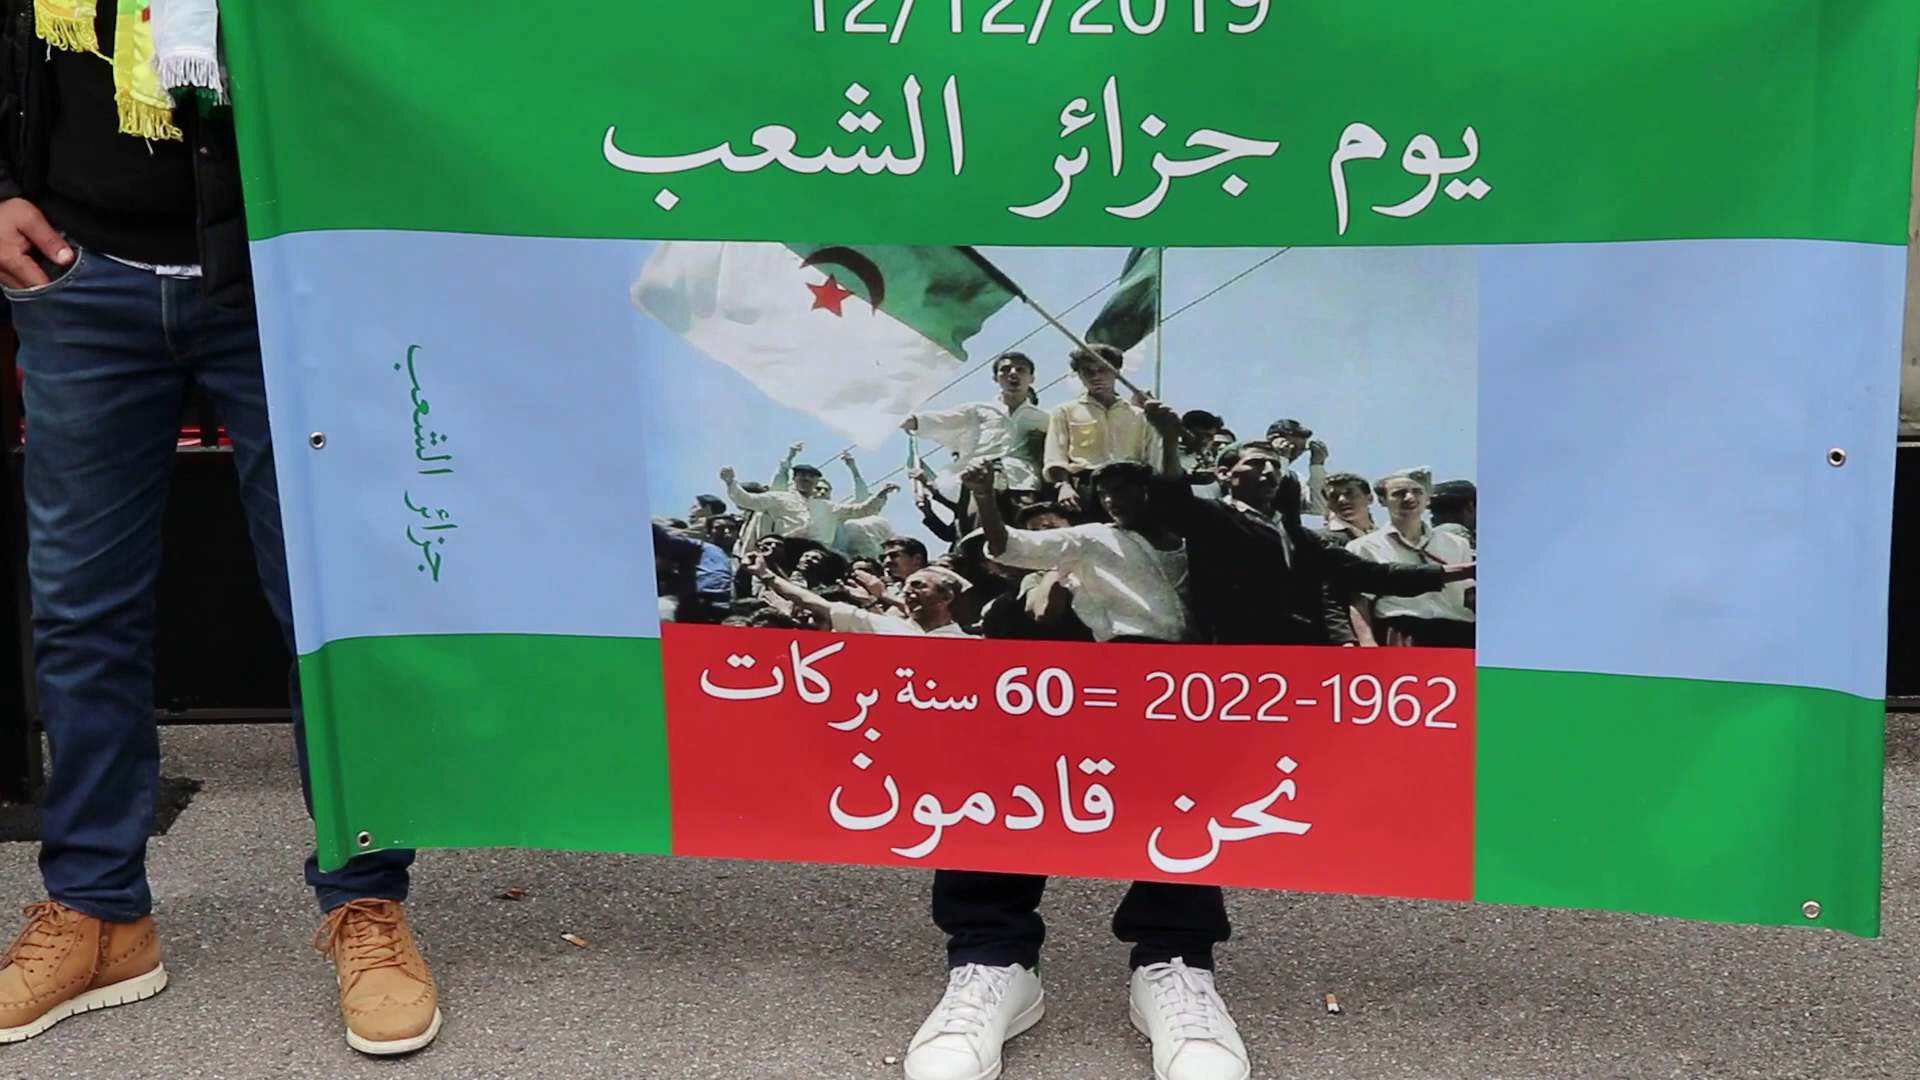 12/12/2019
يوم جزائر الشعب
جزائر الشعب
2022-1962 = 60 سنة بركات
نحن قادمون